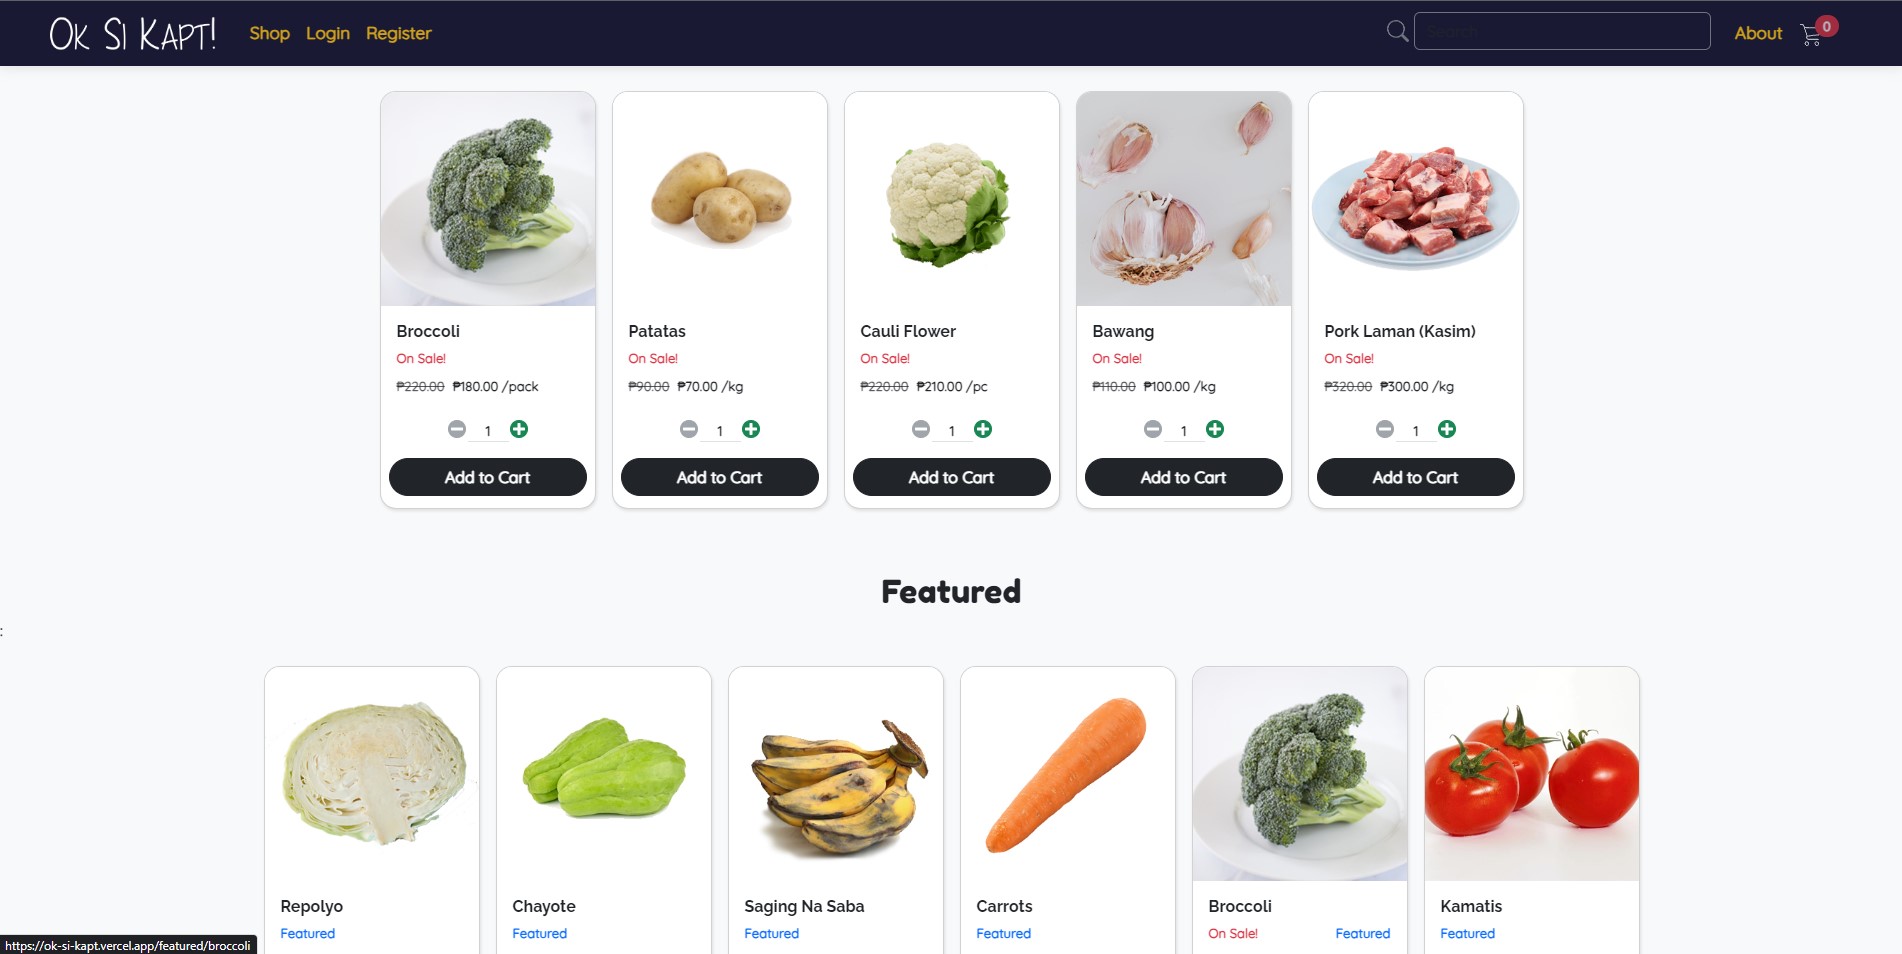 Ok Si Kapt!
Shop Login Register
Search
About
0
Broccoli
On Sale!
₱220.00 ₱180.00 /pack
1
Add to Cart
Patatas
On Sale!
₱90.00 ₱70.00 /kg
1
Add to Cart
Cauli Flower
On Sale!
₱220.00 ₱210.00 /pc
1
Add to Cart
Bawang
On Sale!
₱110.00 ₱100.00 /kg
1
Add to Cart
Pork Laman (Kasim)
On Sale!
₱320.00 ₱300.00 /kg
1
Add to Cart
Featured
:
Repolyo
Featured
Chayote
Featured
Saging Na Saba
Featured
Carrots
Featured
Broccoli
On Sale! Featured
Kamatis
Featured
https://ok-si-kapt.vercel.app/featured/broccoli